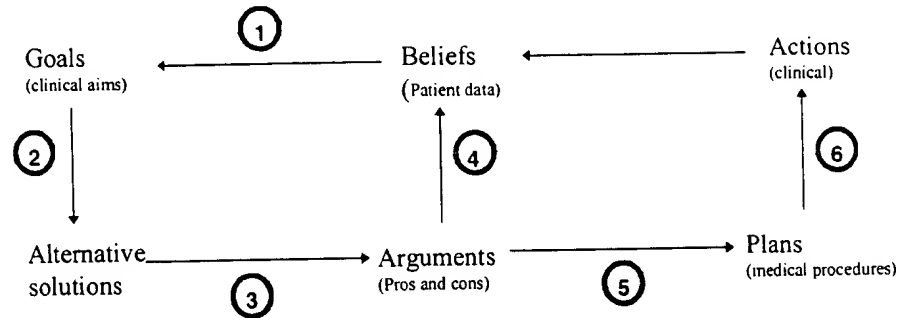 1
Goals
(clinical aims)
Beliefs
(Patient data)
Actions
(clinical)
2
4
6
Alternative
solutions
Arguments
(Pros and cons)
Plans
(medical procedures)
3
5